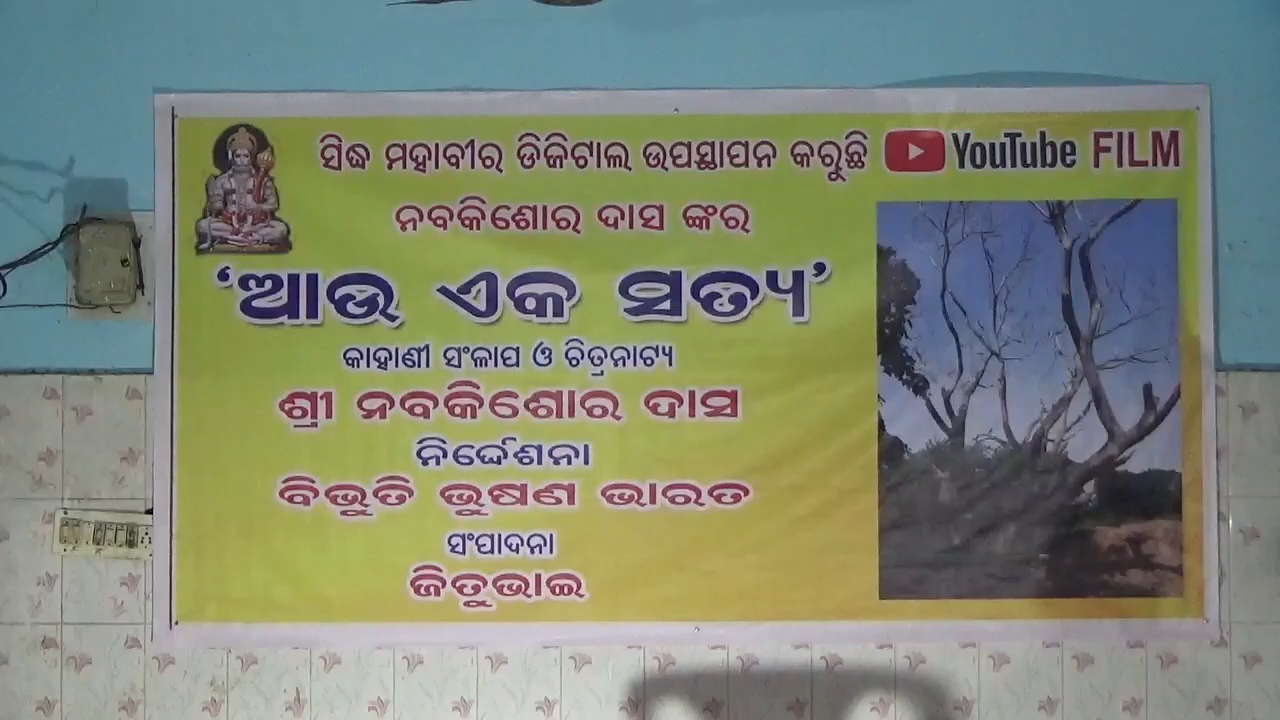 ସିଦ୍ଧ ମହାବୀର ଡିଜିଟାଲ ଉପସ୍ଥାପନ କରୁଛି YouTube FILM
ନବକିଶୋର ଦାସ ଙ୍କର
‘ଆଉ ଏକ ସତ୍ୟ’
କାହାଣୀ ସଂଳାପ ଓ ଚିତ୍ରନାଟ୍ୟ
ଶ୍ରୀ ନବକିଶୋର ଦାସ
ନିର୍ଦ୍ଦେଶନା
ବିଭୁତି ଭୁଷଣ ଭାରତ
ସଂପାଦନା
ଜିତୁଭାଇ